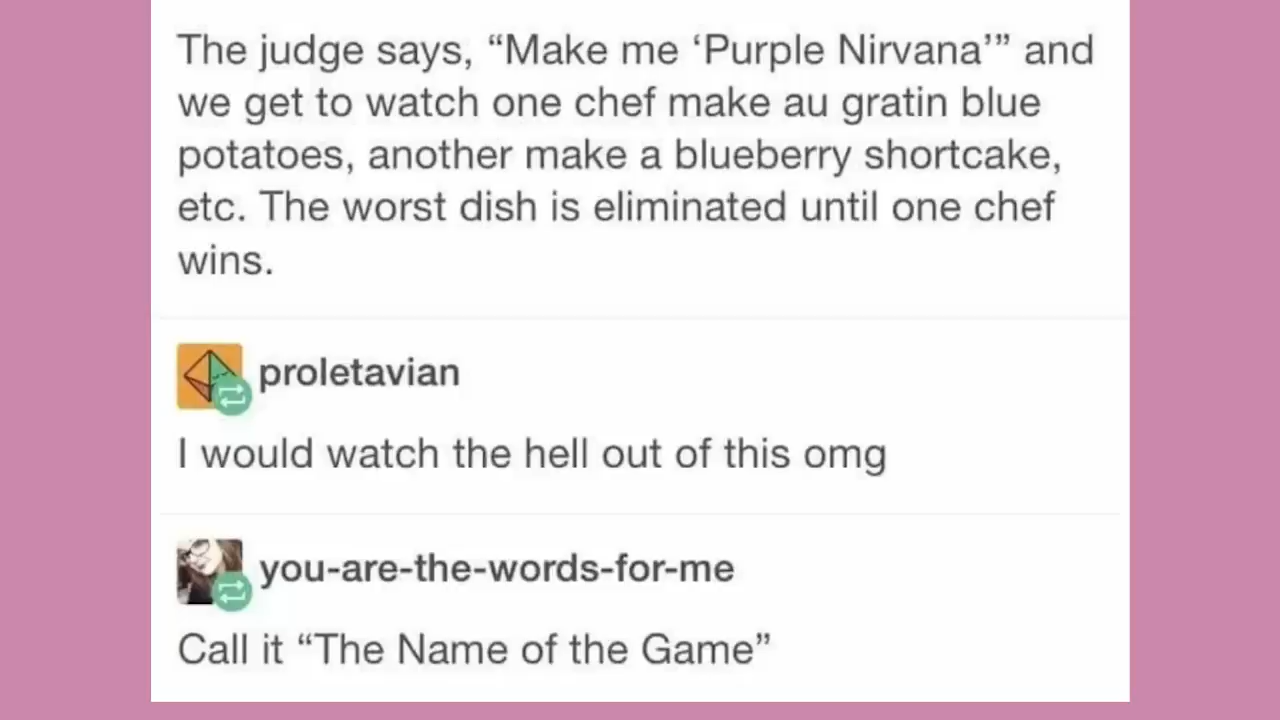 The judge says, “Make me ‘Purple Nirvana’” and
we get to watch one chef make au gratin blue
potatoes, another make a blueberry shortcake,
etc. The worst dish is eliminated until one chef
wins.
proletavian
I would watch the hell out of this omg
you-are-the-words-for-me
Call it “The Name of the Game”